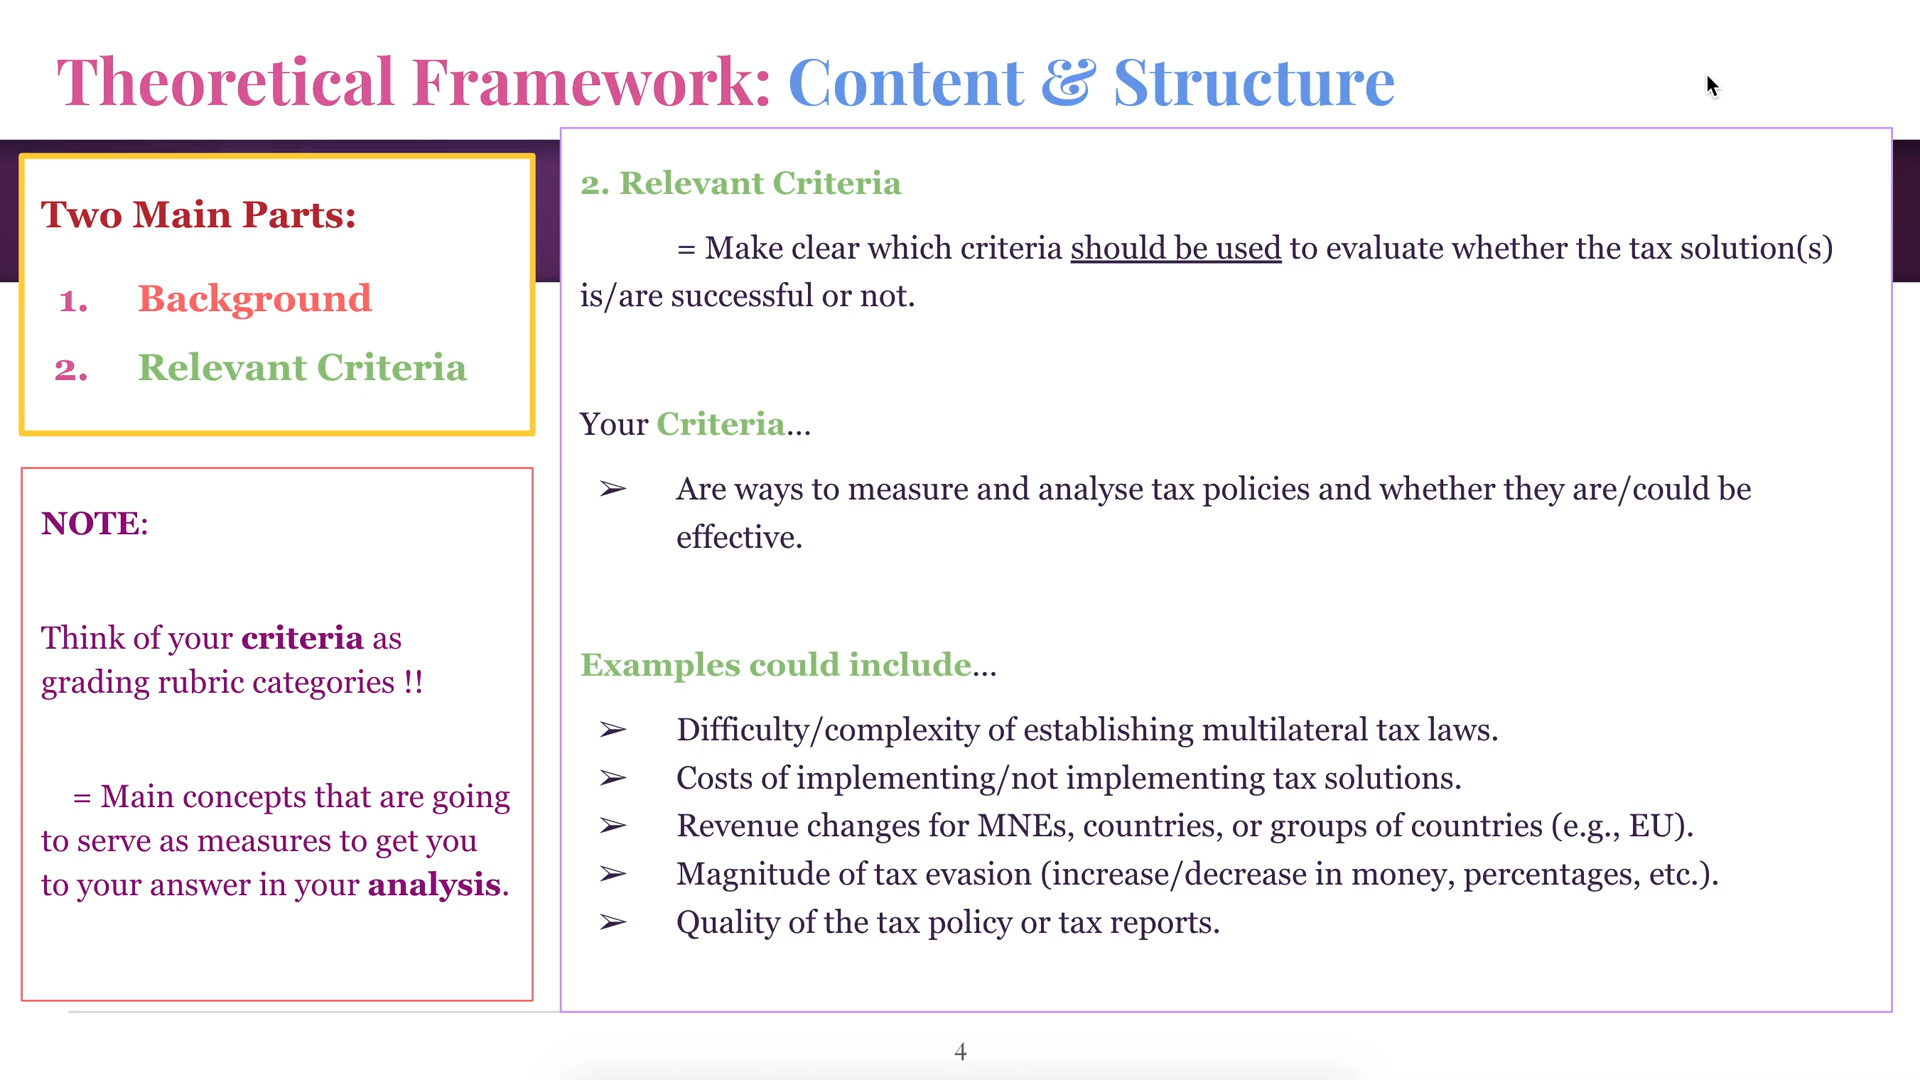 Theoretical Framework: Content & Structure
Two Main Parts:
1. Background
2. Relevant Criteria
NOTE:
Think of your criteria as
grading rubric categories !!
= Main concepts that are going
to serve as measures to get you
to your answer in your analysis.
2. Relevant Criteria
= Make clear which criteria should be used to evaluate whether the tax solution(s)
is/are successful or not.
Your Criteria...
➢ Are ways to measure and analyse tax policies and whether they are/could be
effective.
Examples could include...
➢ Difficulty/complexity of establishing multilateral tax laws.
➢ Costs of implementing/not implementing tax solutions.
➢ Revenue changes for MNEs, countries, or groups of countries (e.g., EU).
➢ Magnitude of tax evasion (increase/decrease in money, percentages, etc.).
➢ Quality of the tax policy or tax reports.
4